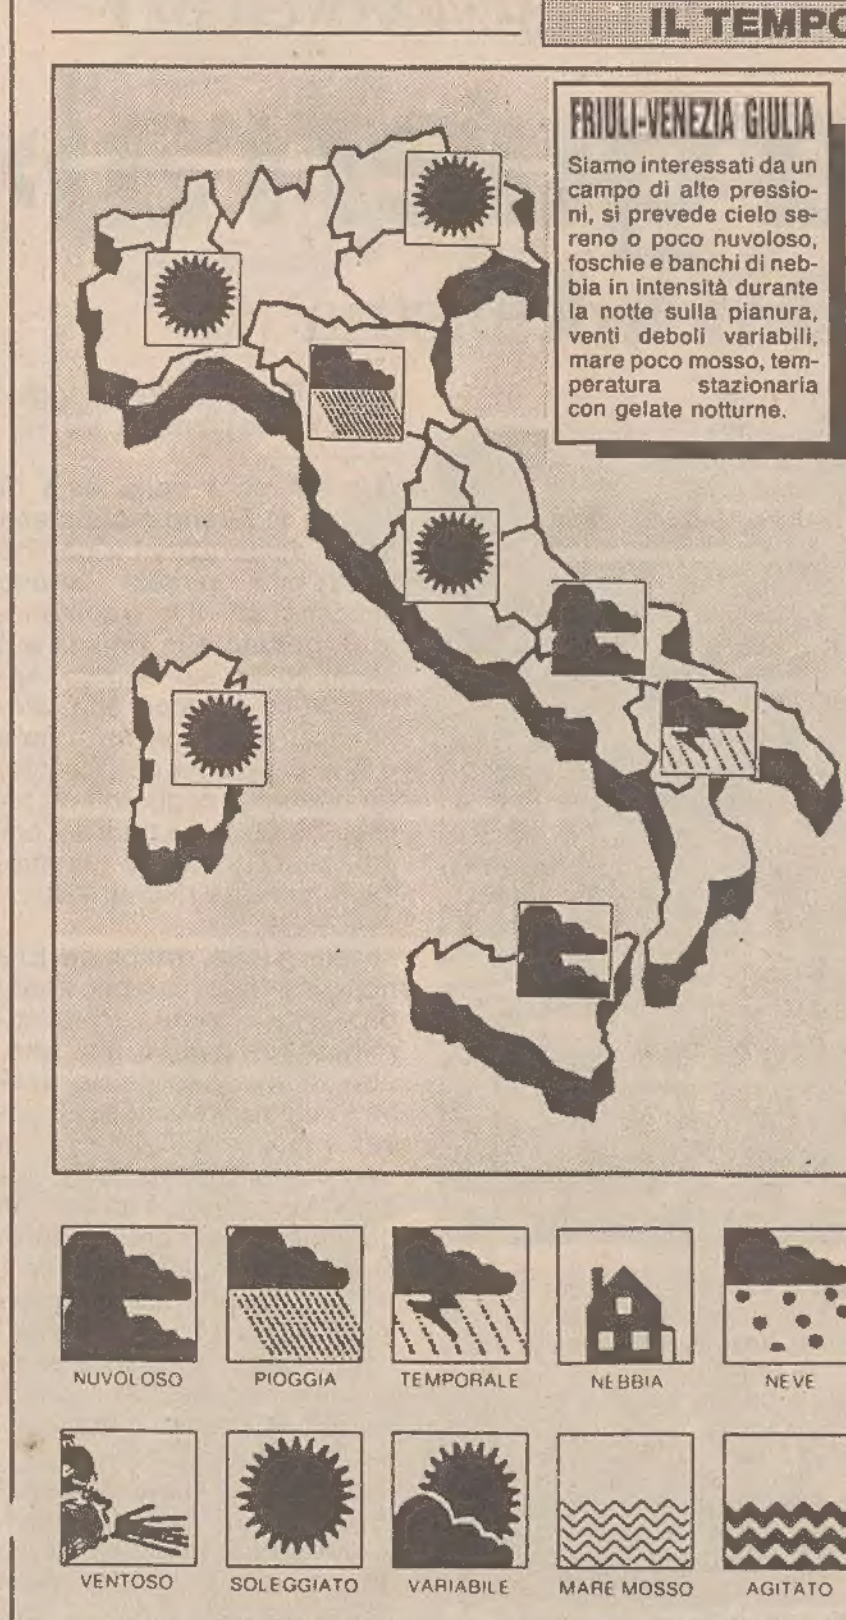 IL TEMPO
FRIULI-VENEZIA GIULIA
Siamo interessati da un
campo di alte pressio-
ni, si prevede cielo se-
reno o poco nuvoloso,
foschie e banchi di neb-
bia in intensità durante
la notte sulla pianura,
venti deboli variabili,
mare poco mosso, tem-
peratura stazionaria
con gelate notturne.
NUVOLOSO PIOGGIA TEMPORALE NEBBIA NEVE
VENTOSO SOLEGGIATO VARIABILE MARE MOSSO AGITATO